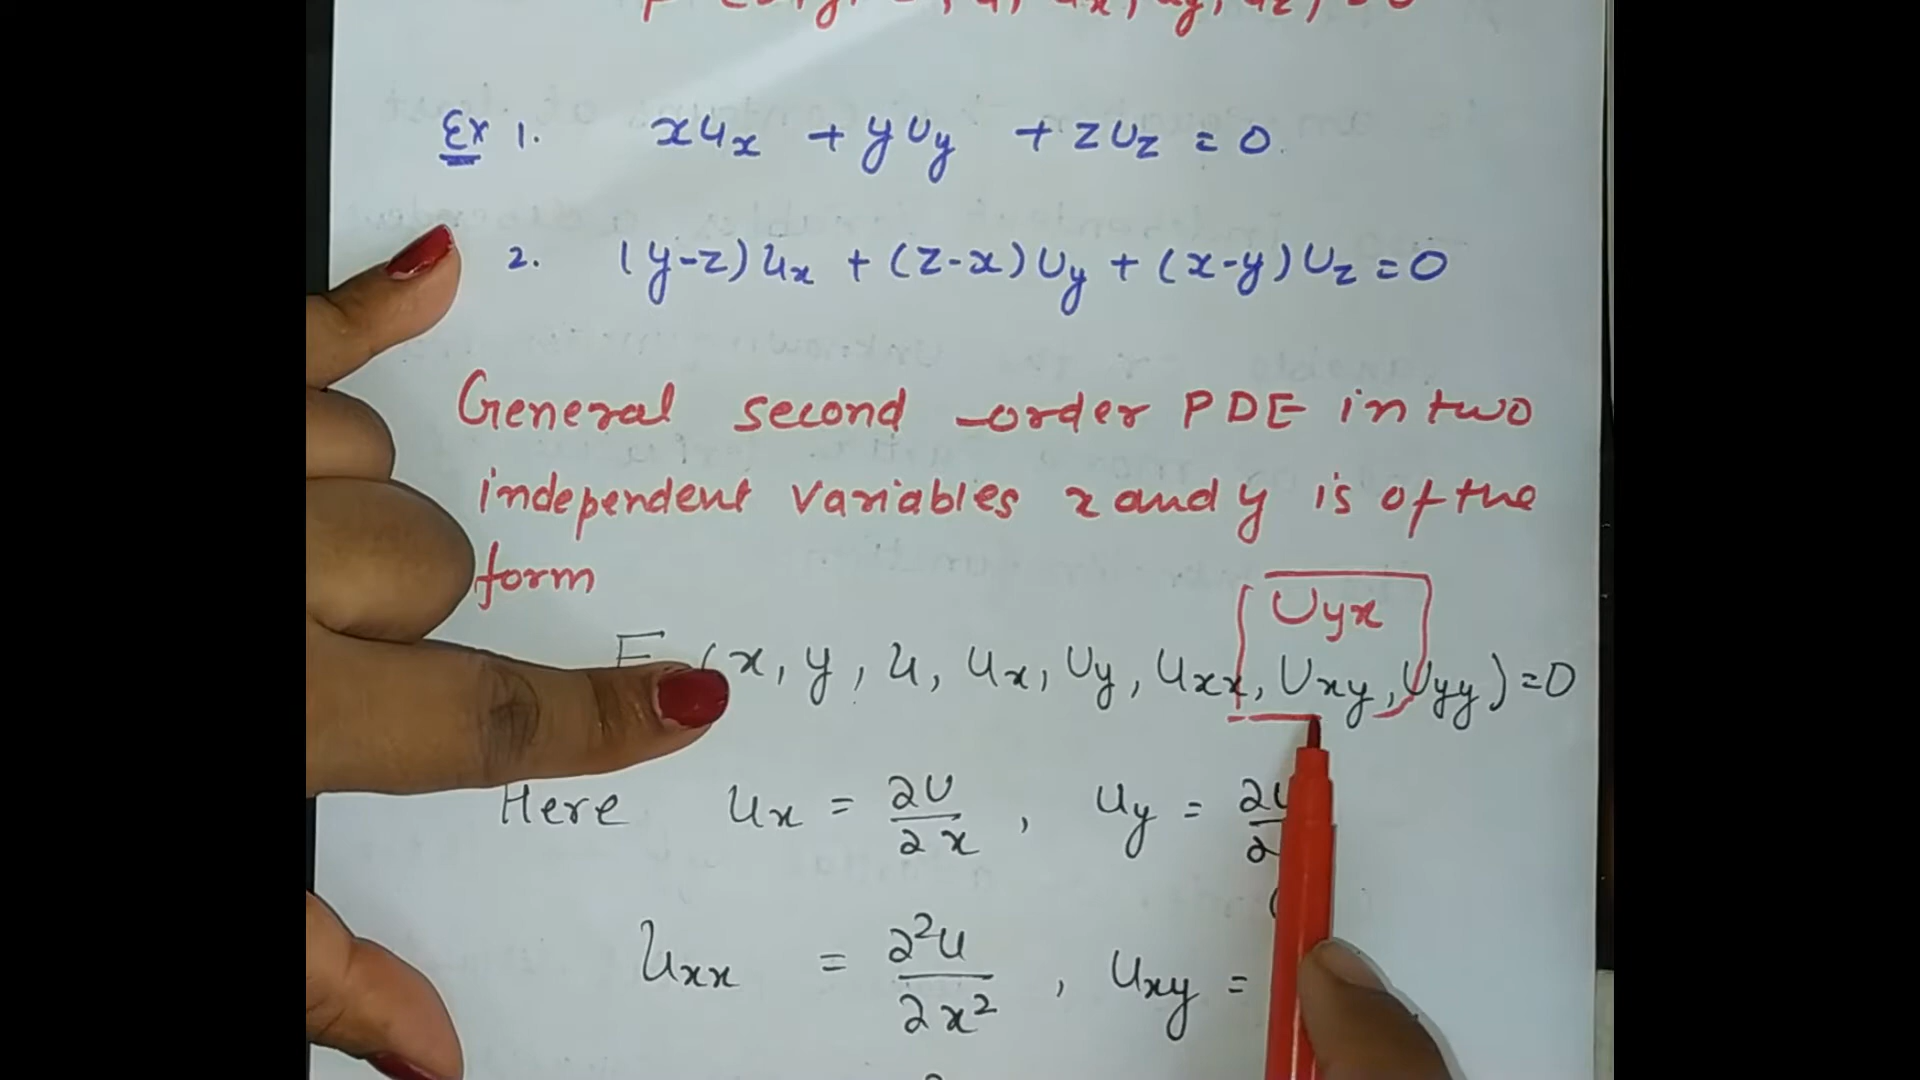 Ex 1. xux + yuy + zuz = 0.
2. (y-z)ux + (z-x)uy + (x-y)uz = 0
General second -order PDE in two
independent variables x and y is of the
form
uyx
F (x, y, u, ux, uy, uxx, uxy, uyy) = 0
Here ux = ∂u/∂x , uy = ∂u/∂
uxx = ∂²u/∂x² , uxy =